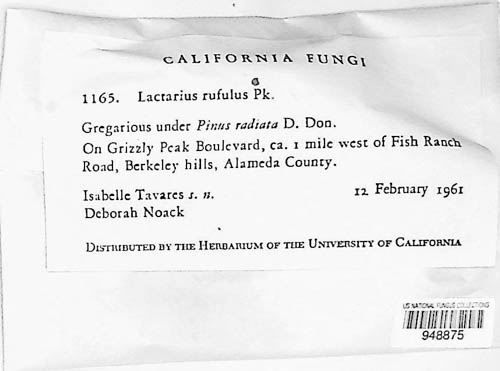 CALIFORNIA FUNGI
1165. Lactarius rufulus Pk.
Gregarious under Pinus radiata D. Don.
On Grizzly Peak Boulevard, ca. 1 mile west of Fish Ranch
Road, Berkeley hills, Alameda County.
Isabelle Tavares s. n. 12 February 1961
Deborah Noack
DISTRIBUTED BY THE HERBARIUM OF THE UNIVERSITY OF CALIFORNIA
US NATIONAL FUNGUS COLLECTIONS
948875